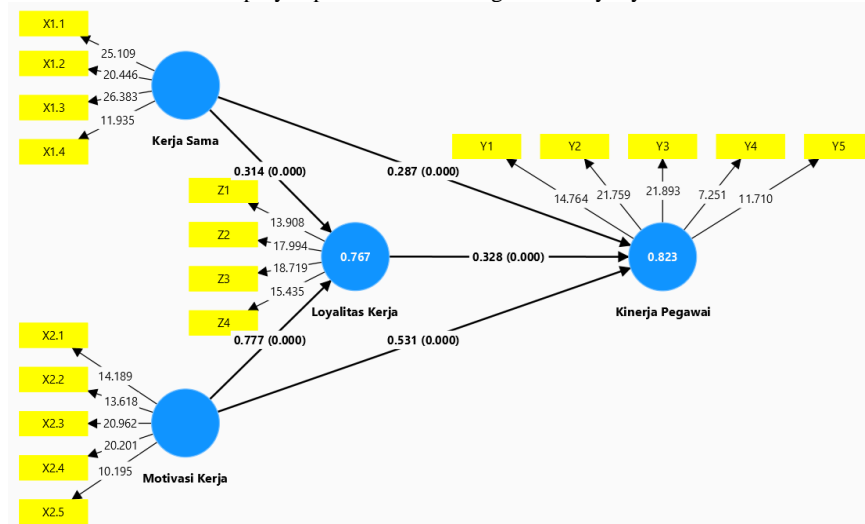 X1.1
X1.2
X1.3
X1.4
25.109
20.446
26.383
11.935
Kerja Sama
0.314 (0.000)
0.287 (0.000)
Y1
Y2
Y3
Y4
Y5
14.764
21.759
21.893
7.251
11.710
Z1
Z2
Z3
Z4
13.908
17.994
18.719
15.435
0.767
Loyalitas Kerja
0.328 (0.000)
0.823
Kinerja Pegawai
0.777 (0.000)
0.531 (0.000)
X2.1
X2.2
X2.3
X2.4
X2.5
14.189
13.618
20.962
20.201
10.195
Motivasi Kerja